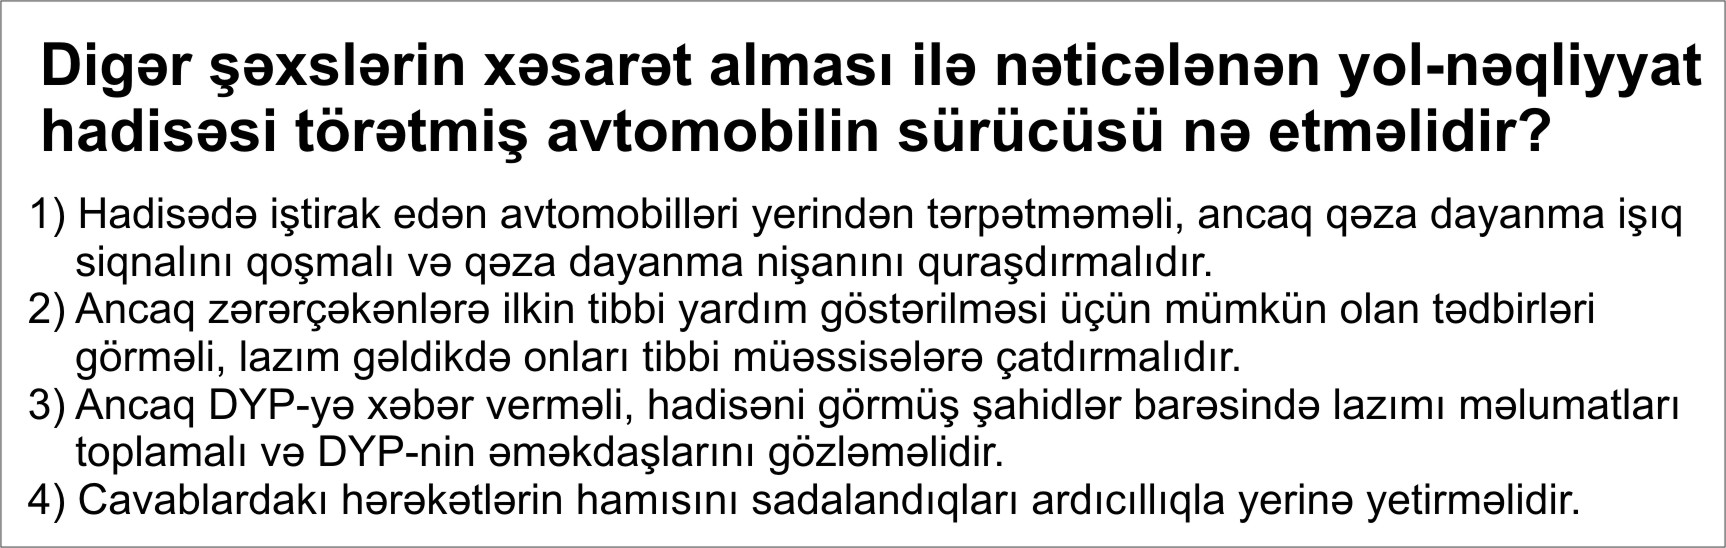 Digər şəxslərin xəsarət alması ilə nəticələnən yol-nəqliyyat
hadisəsi törətmiş avtomobilin sürücüsü nə etməlidir?
1) Hadisədə iştirak edən avtomobilləri yerindən tərpətməməli, ancaq qəza dayanma işıq
siqnalını qoşmalı və qəza dayanma nişanını quraşdırmalıdır.
2) Ancaq zərərçəkənlərə ilkin tibbi yardım göstərilməsi üçün mümkün olan tədbirləri
görməli, lazım gəldikdə onları tibbi müəssisələrə çatdırmalıdır.
3) Ancaq DYP-yə xəbər verməli, hadisəni görmüş şahidlər barəsində lazımı məlumatları
toplamalı və DYP-nin əməkdaşlarını gözləməlidir.
4) Cavablardakı hərəkətlərin hamısını sadalandıqları ardıcıllıqla yerinə yetirməlidir.